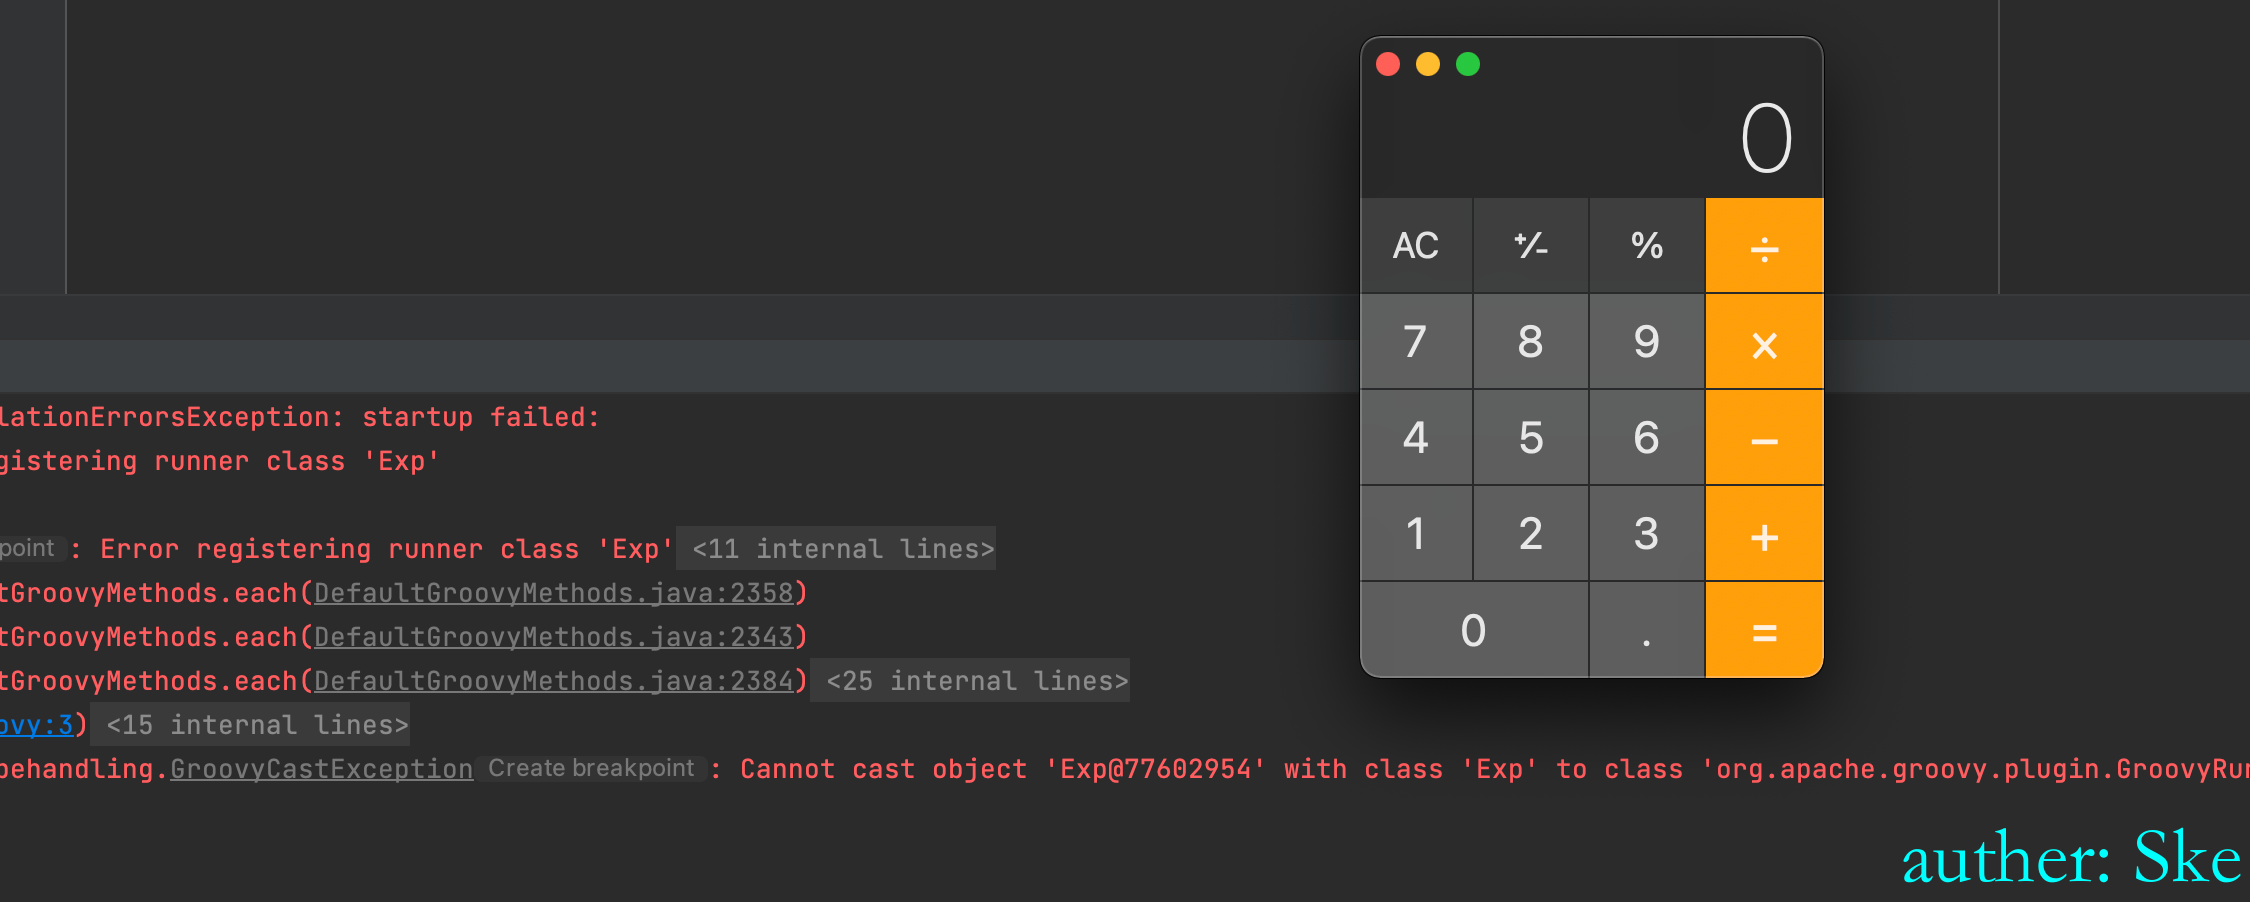 0
AC +/- % ÷
7 8 9 ×
4 5 6 −
1 2 3 +
0 . =
lationErrorsException: startup failed:
gistering runner class 'Exp'
point : Error registering runner class 'Exp' <11 internal lines>
tGroovyMethods.each(DefaultGroovyMethods.java:2358)
tGroovyMethods.each(DefaultGroovyMethods.java:2343)
tGroovyMethods.each(DefaultGroovyMethods.java:2384) <25 internal lines>
ovy:3) <15 internal lines>
behandling.GroovyCastException Create breakpoint : Cannot cast object 'Exp@77602954' with class 'Exp' to class 'org.apache.groovy.plugin.GroovyRun
auther: Ske